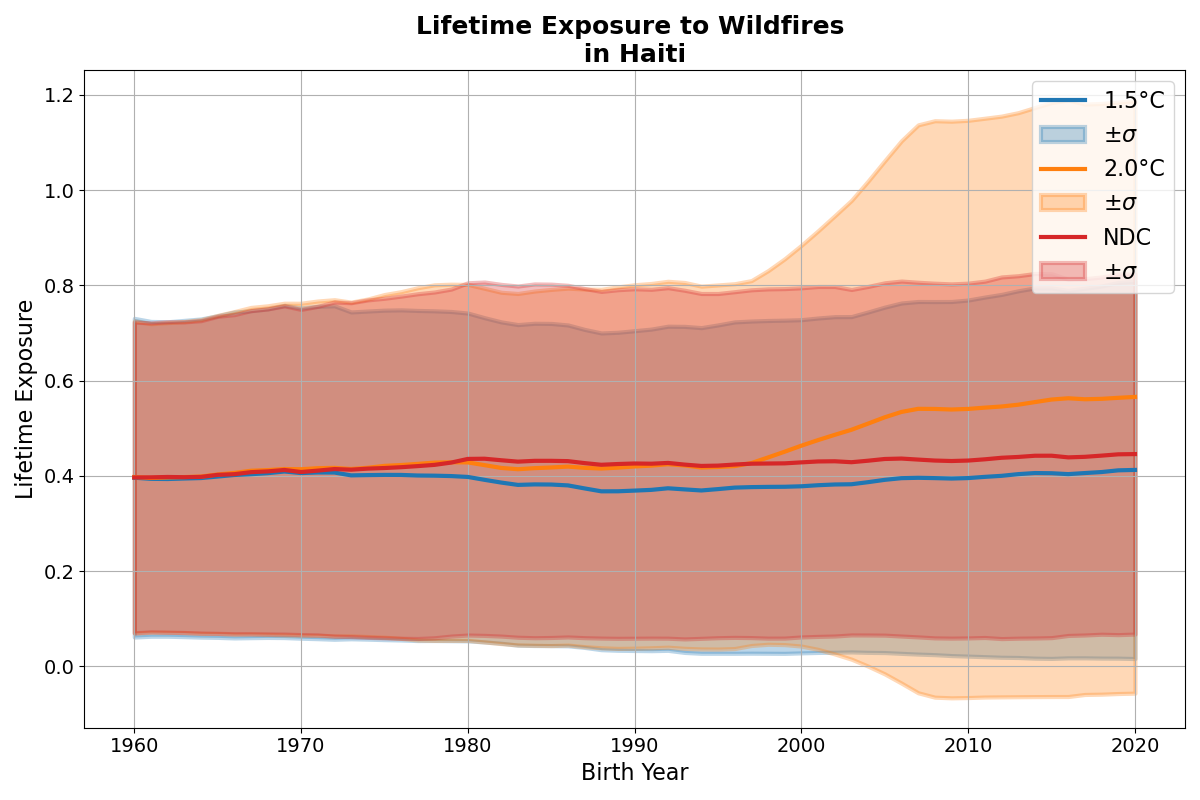 Lifetime Exposure to Wildfires
in Haiti
1.2
1.0
0.8
0.6
0.4
0.2
0.0
Lifetime Exposure
1960
1970
1980
1990
2000
2010
2020
Birth Year
1.5°C
±σ
2.0°C
±σ
NDC
±σ